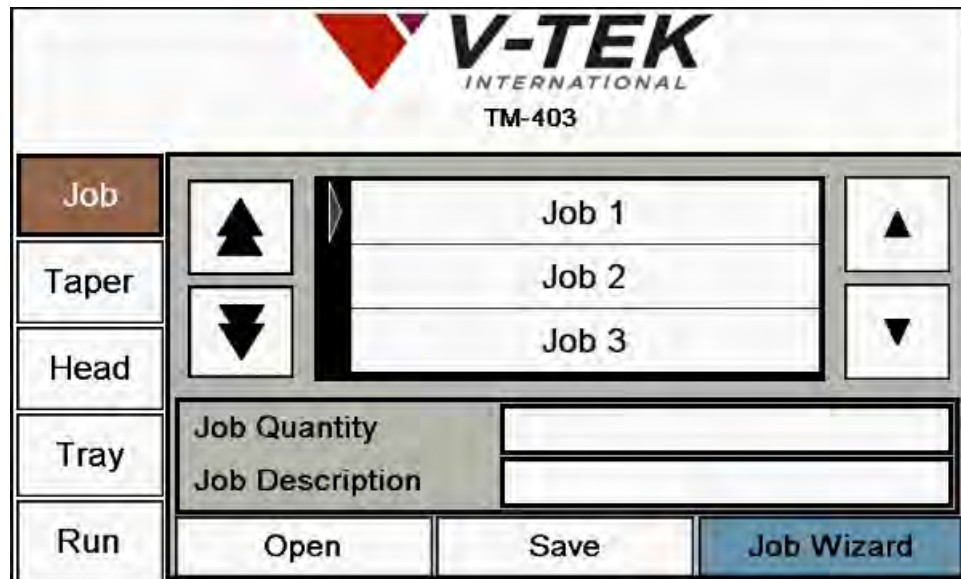 V-TEK
INTERNATIONAL
TM-403
Job
Taper
Head
Tray
Run
Job 1
Job 2
Job 3
Job Quantity
Job Description
Open
Save
Job Wizard